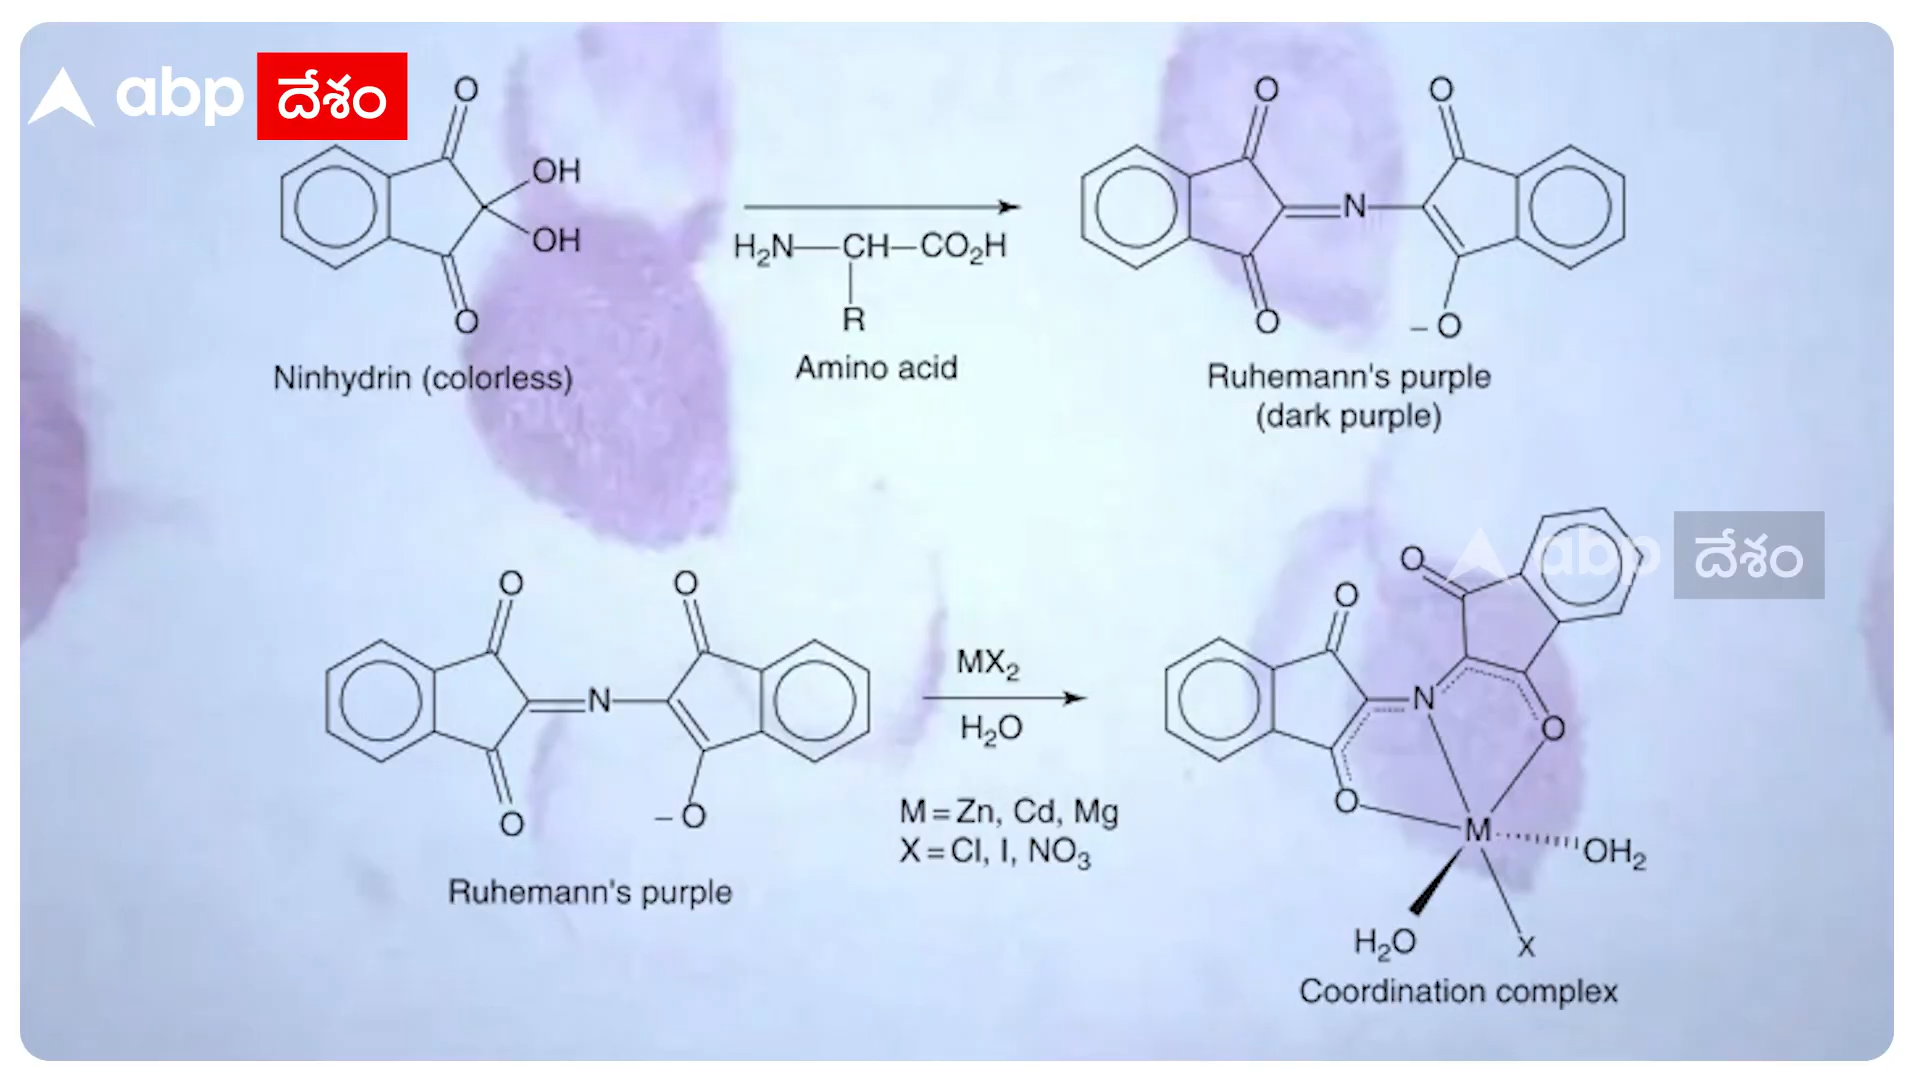 abp దేశం
O
OH
OH
O
Ninhydrin (colorless)
H₂N—CH—CO₂H
R
Amino acid
O
O
N
O
–O
Ruhemann's purple
(dark purple)
O
O
N
O
–O
Ruhemann's purple
MX₂
H₂O
M=Zn, Cd, Mg
X=Cl, I, NO₃
abp దేశం
O
O
N
O
O
M
OH₂
H₂O
X
Coordination complex